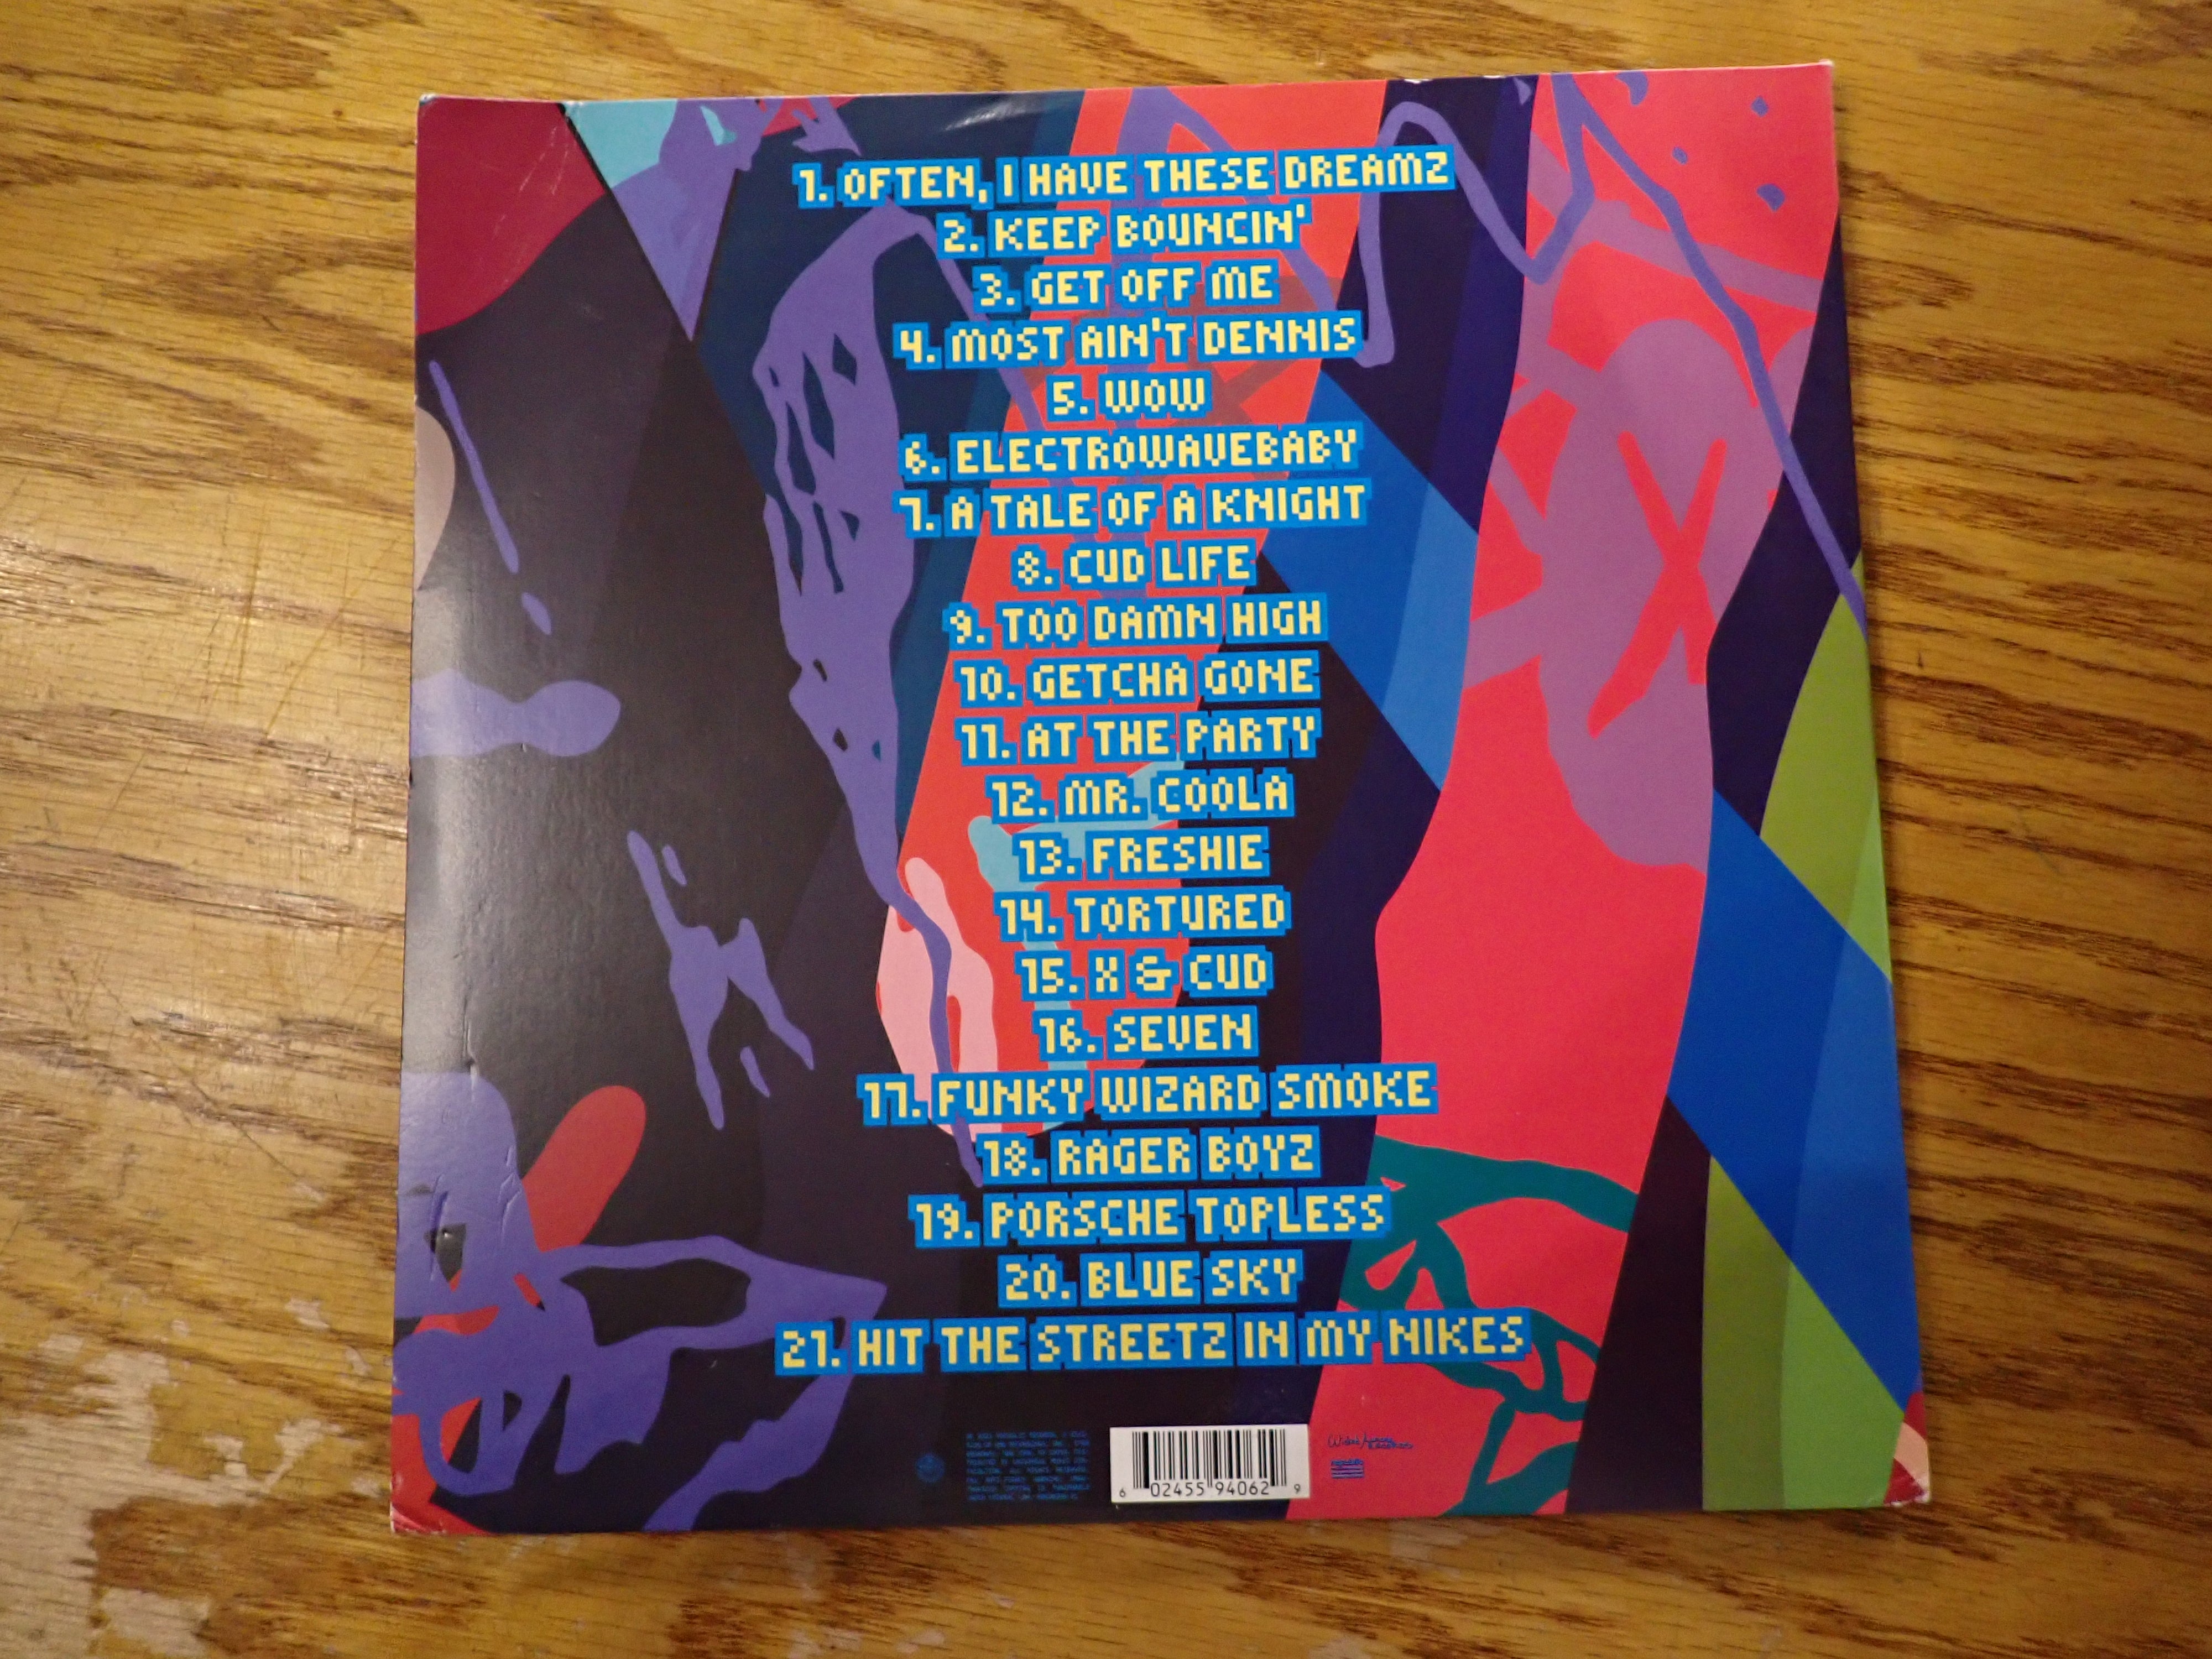 1. OFTEN, I HAVE THESE DREAMZ
2. KEEP BOUNCIN'
3. GET OFF ME
4. MOST AIN'T DENNIS
5. WOW
6. ELECTROWAVEBABY
7. A TALE OF A KNIGHT
8. CUD LIFE
9. TOO DAMN HIGH
10. GETCHA GONE
11. AT THE PARTY
12. MR. COOLA
13. FRESHIE
14. TORTURED
15. X & CUD
16. SEVEN
17. FUNKY WIZARD SMOKE
18. RAGER BOYZ
19. PORSCHE TOPLESS
20. BLUE SKY
21. HIT THE STREETZ IN MY NIKES
6 02455 94062 9